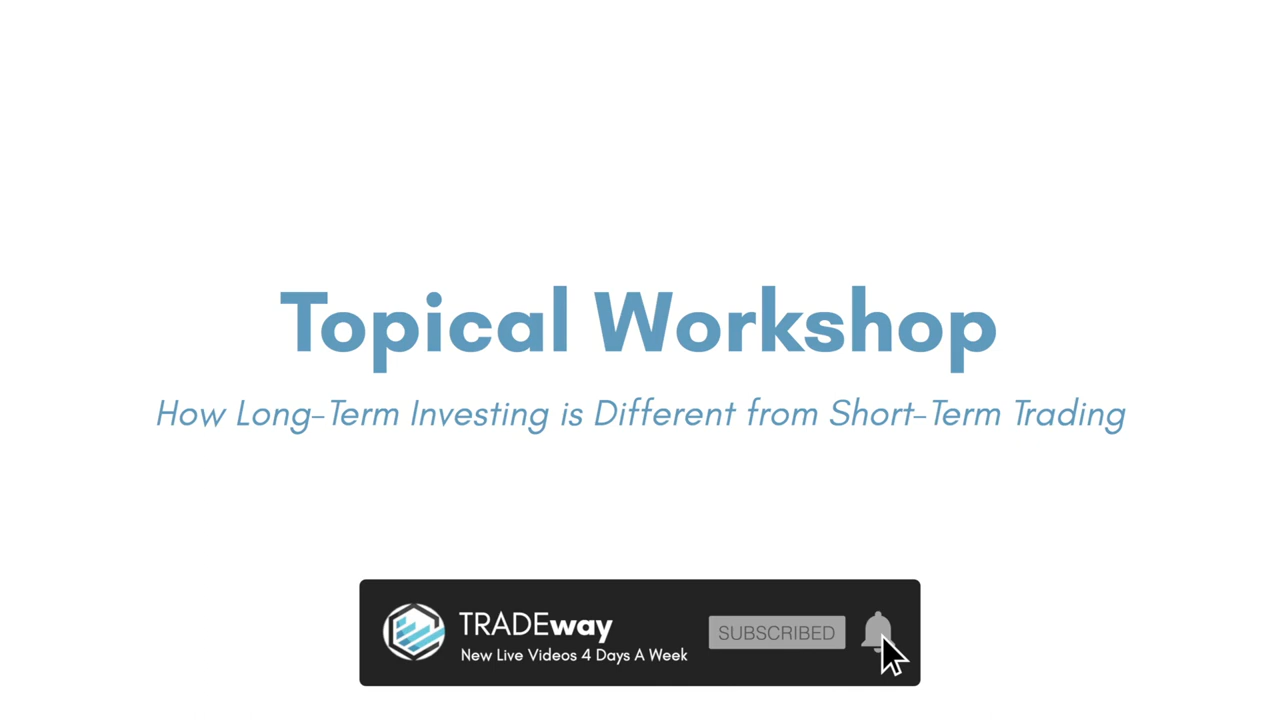 Topical Workshop
How Long-Term Investing is Different from Short-Term Trading
TRADEway
New Live Videos 4 Days A Week
SUBSCRIBED